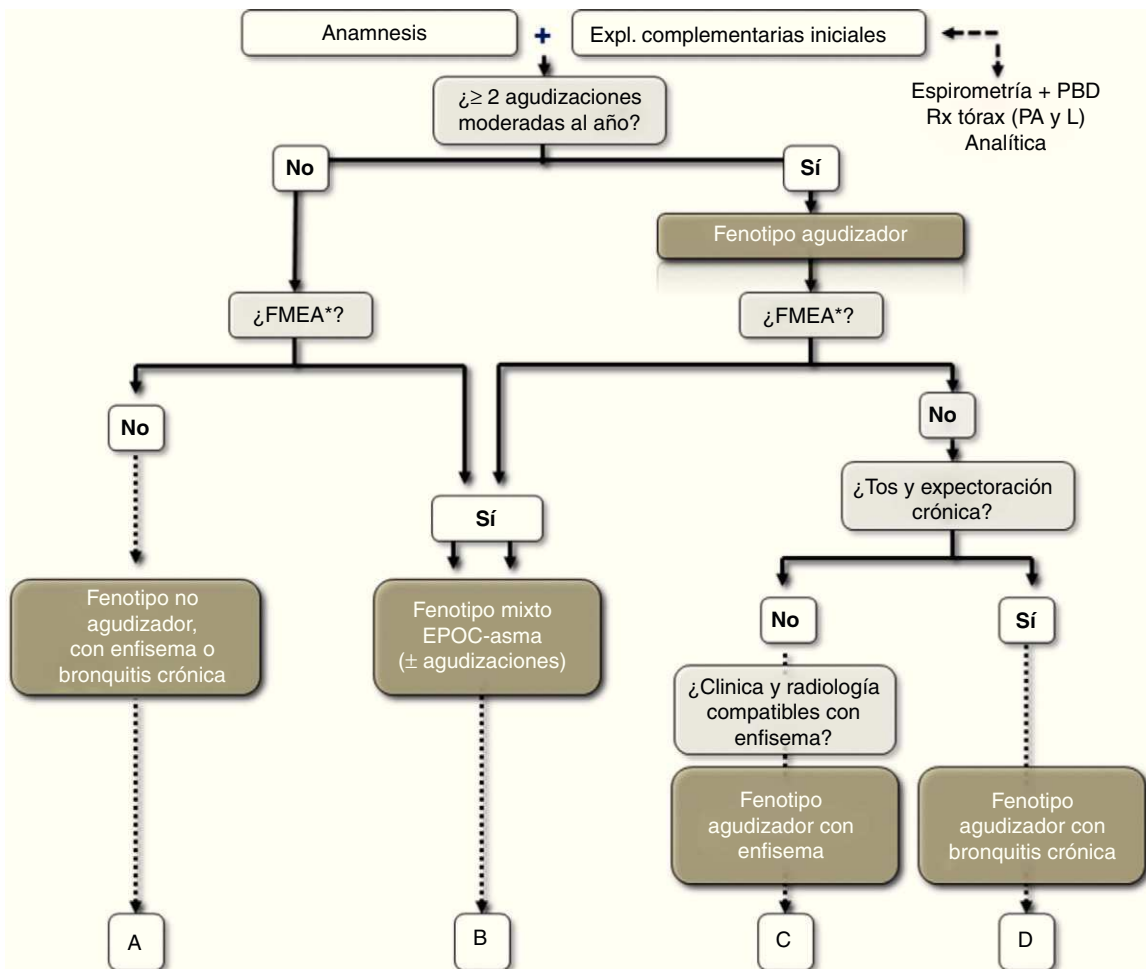 Anamnesis
+
Expl. complementarias iniciales
Espirometría + PBD
Rx tórax (PA y L)
Analítica
¿≥ 2 agudizaciones
moderadas al año?
No
Sí
Fenotipo agudizador
¿FMEA*?
¿FMEA*?
No
No
¿Tos y expectoración
crónica?
Sí
Fenotipo no
agudizador,
con enfisema o
bronquitis crónica
Fenotipo mixto
EPOC-asma
(± agudizaciones)
No
Sí
¿Clinica y radiología
compatibles con
enfisema?
Fenotipo
agudizador con
enfisema
Fenotipo
agudizador con
bronquitis crónica
A
B
C
D